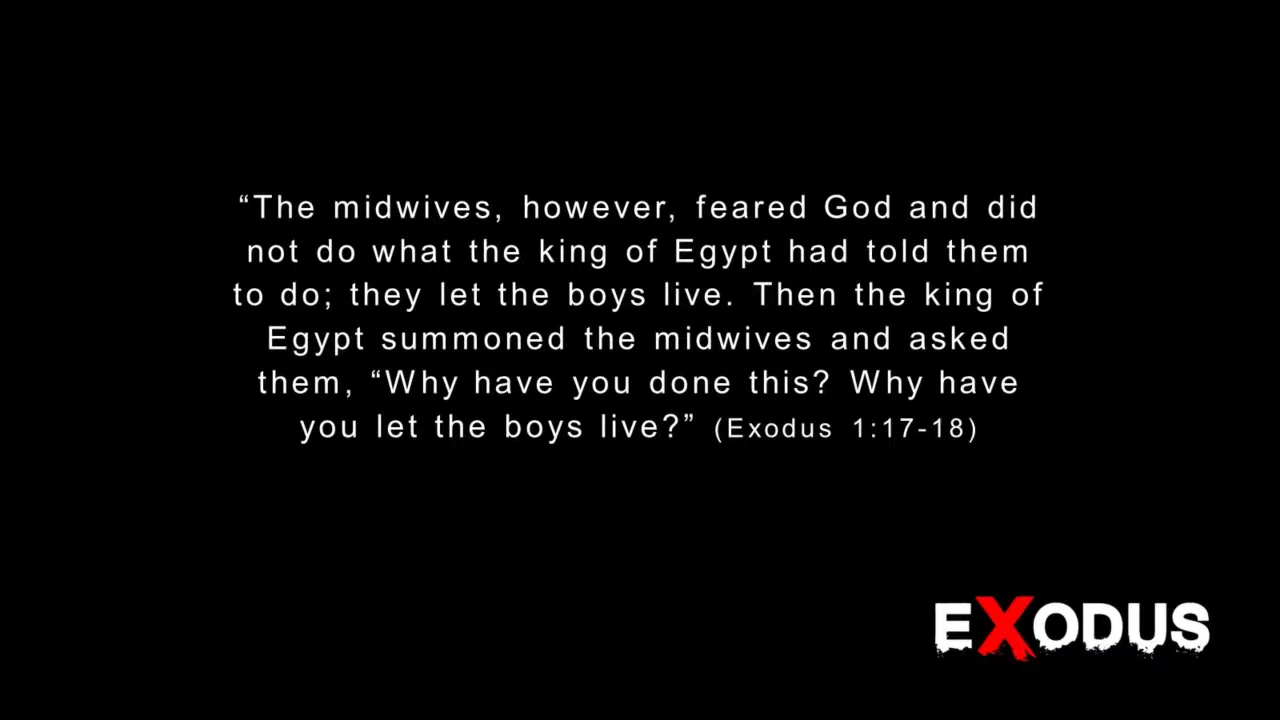 “The midwives, however, feared God and did
not do what the king of Egypt had told them
to do; they let the boys live. Then the king of
Egypt summoned the midwives and asked
them, “Why have you done this? Why have
you let the boys live?” (Exodus 1:17-18)
EXODUS